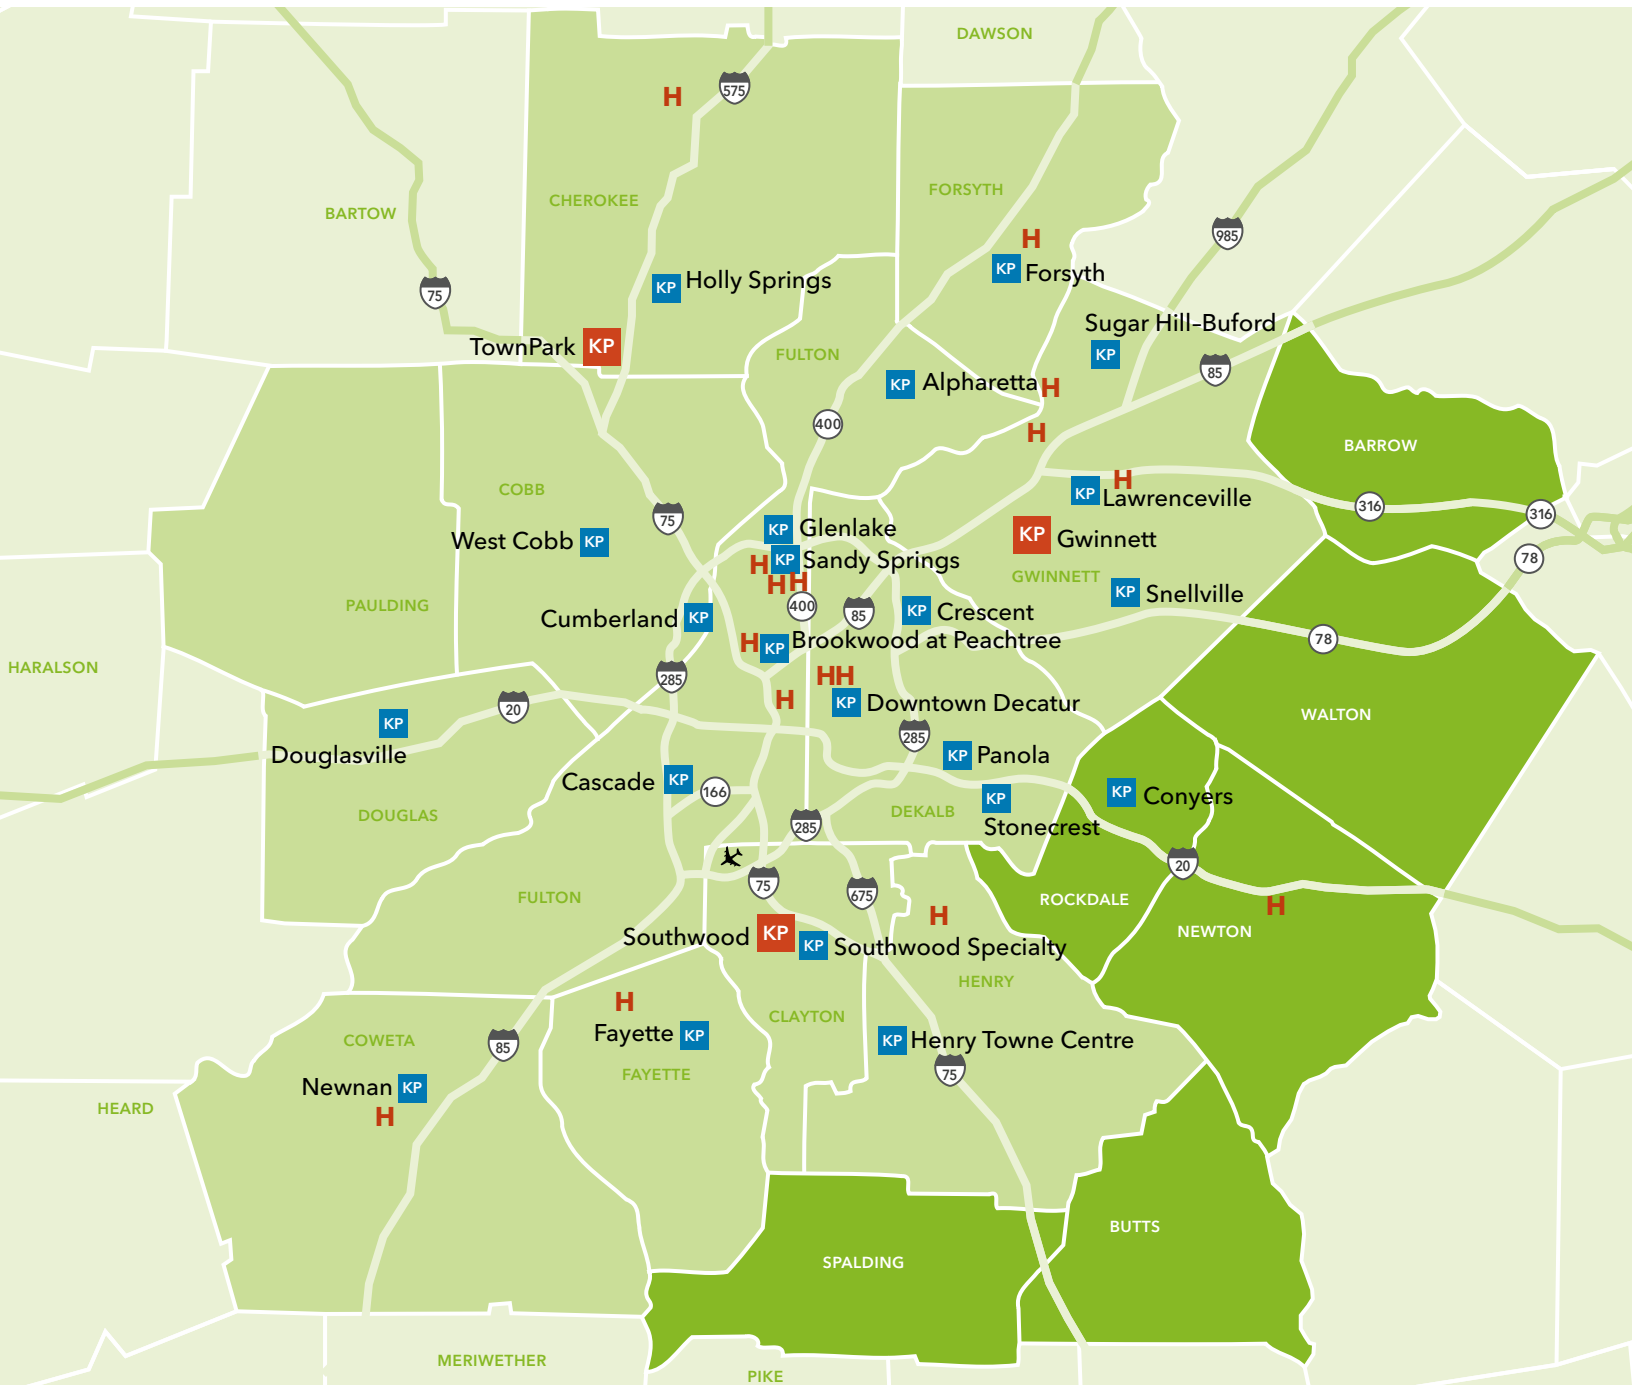 DAWSON
575
H
CHEROKEE
FORSYTH
BARTOW
985
H
KP Forsyth
KP Holly Springs
75
Sugar Hill–Buford
KP
TownPark KP
FULTON
85
KP Alpharetta H
400
H
BARROW
COBB
H
KP Lawrenceville
316
316
75
KP Glenlake
KP Gwinnett
West Cobb KP
H KP Sandy Springs
H H
78
GWINNETT
KP Snellville
PAULDING
400
85
KP Crescent
Cumberland KP
H KP Brookwood at Peachtree
78
HARALSON
285
HH
H
KP Downtown Decatur
20
WALTON
KP
Douglasville
285
KP Panola
Cascade KP
166
KP
Stonecrest
KP Conyers
DOUGLAS
DEKALB
285
20
75
675
FULTON
ROCKDALE
H
H
NEWTON
Southwood KP
KP Southwood Specialty
HENRY
H
CLAYTON
Fayette KP
COWETA
85
KP Henry Towne Centre
FAYETTE
75
Newnan KP
H
HEARD
BUTTS
SPALDING
MERIWETHER
PIKE